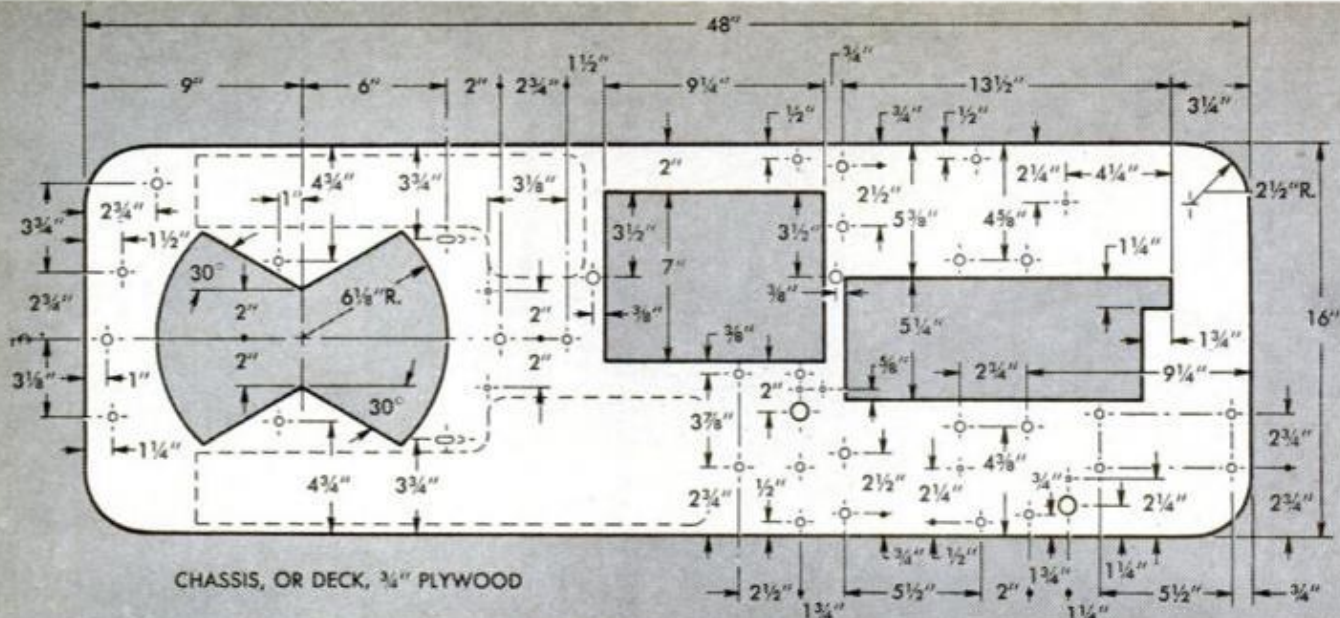 48"
9" 6" 2" 2¾" 1½" 9¼" ¾" 13½" 3¼"
½" ¾" ½"
2" 4¾" 3¾" 3⅛" 2½" 5⅜" 4⅝" 2¼" 4¼" 2½"R.
3¾" 2¾" 1" 3½" 3½"
1½" 7" 1¼"
30° 6⅛"R. 2" 2" ⅜" ⅜" 5¼"
2¾" 16"
3⅛" 1" 2" 2" ⅜" ⅝" 2¾" 1¾" 9¼"
30° 2"
1¼" 3⅞" 4⅜" 2¾"
4¾" 3¾" 2¾" ½" 2½" 2¼" ¾" 2¼" 2¾"
CHASSIS, OR DECK, ¾" PLYWOOD
¾" ½" 1¾" 1¼"
2½" 1¾" 5½" 2" 1¼" 5½" ¾"